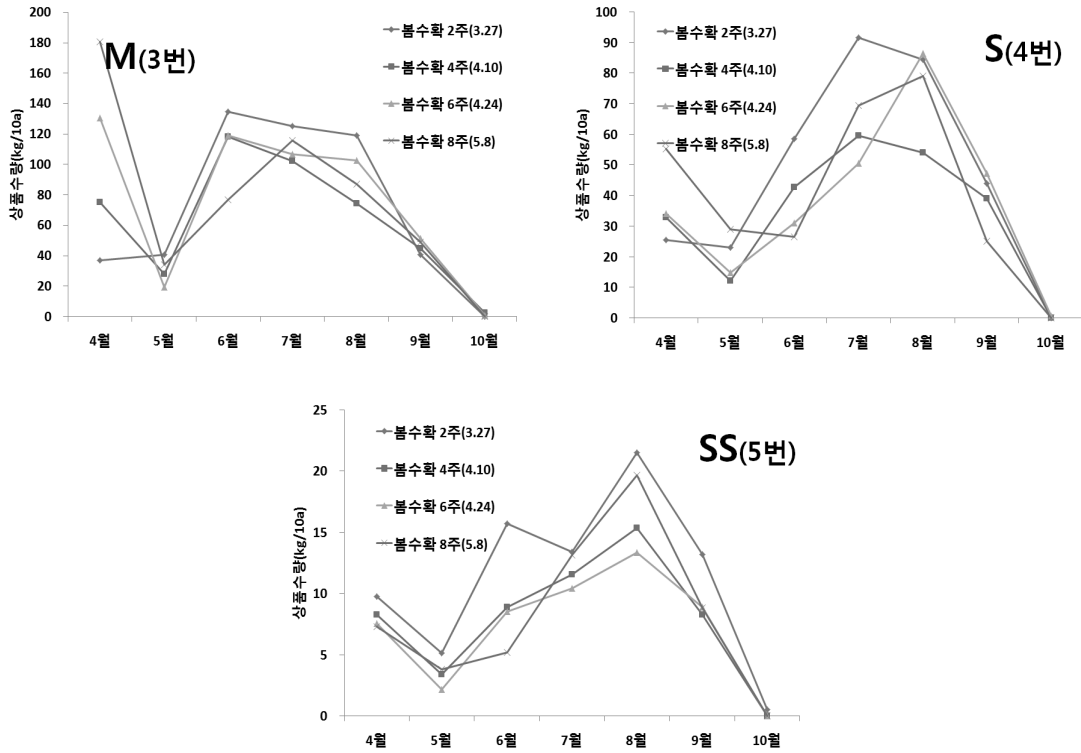 M(3번)
상품수량(kg/10a)
200
180
160
140
120
100
80
60
40
20
0
4월 5월 6월 7월 8월 9월 10월
봄수확 2주(3.27)
봄수확 4주(4.10)
봄수확 6주(4.24)
봄수확 8주(5.8)
S(4번)
상품수량(kg/10a)
100
90
80
70
60
50
40
30
20
10
0
4월 5월 6월 7월 8월 9월 10월
봄수확 2주(3.27)
봄수확 4주(4.10)
봄수확 6주(4.24)
봄수확 8주(5.8)
SS(5번)
상품수량(kg/10a)
25
20
15
10
5
0
4월 5월 6월 7월 8월 9월 10월
봄수확 2주(3.27)
봄수확 4주(4.10)
봄수확 6주(4.24)
봄수확 8주(5.8)